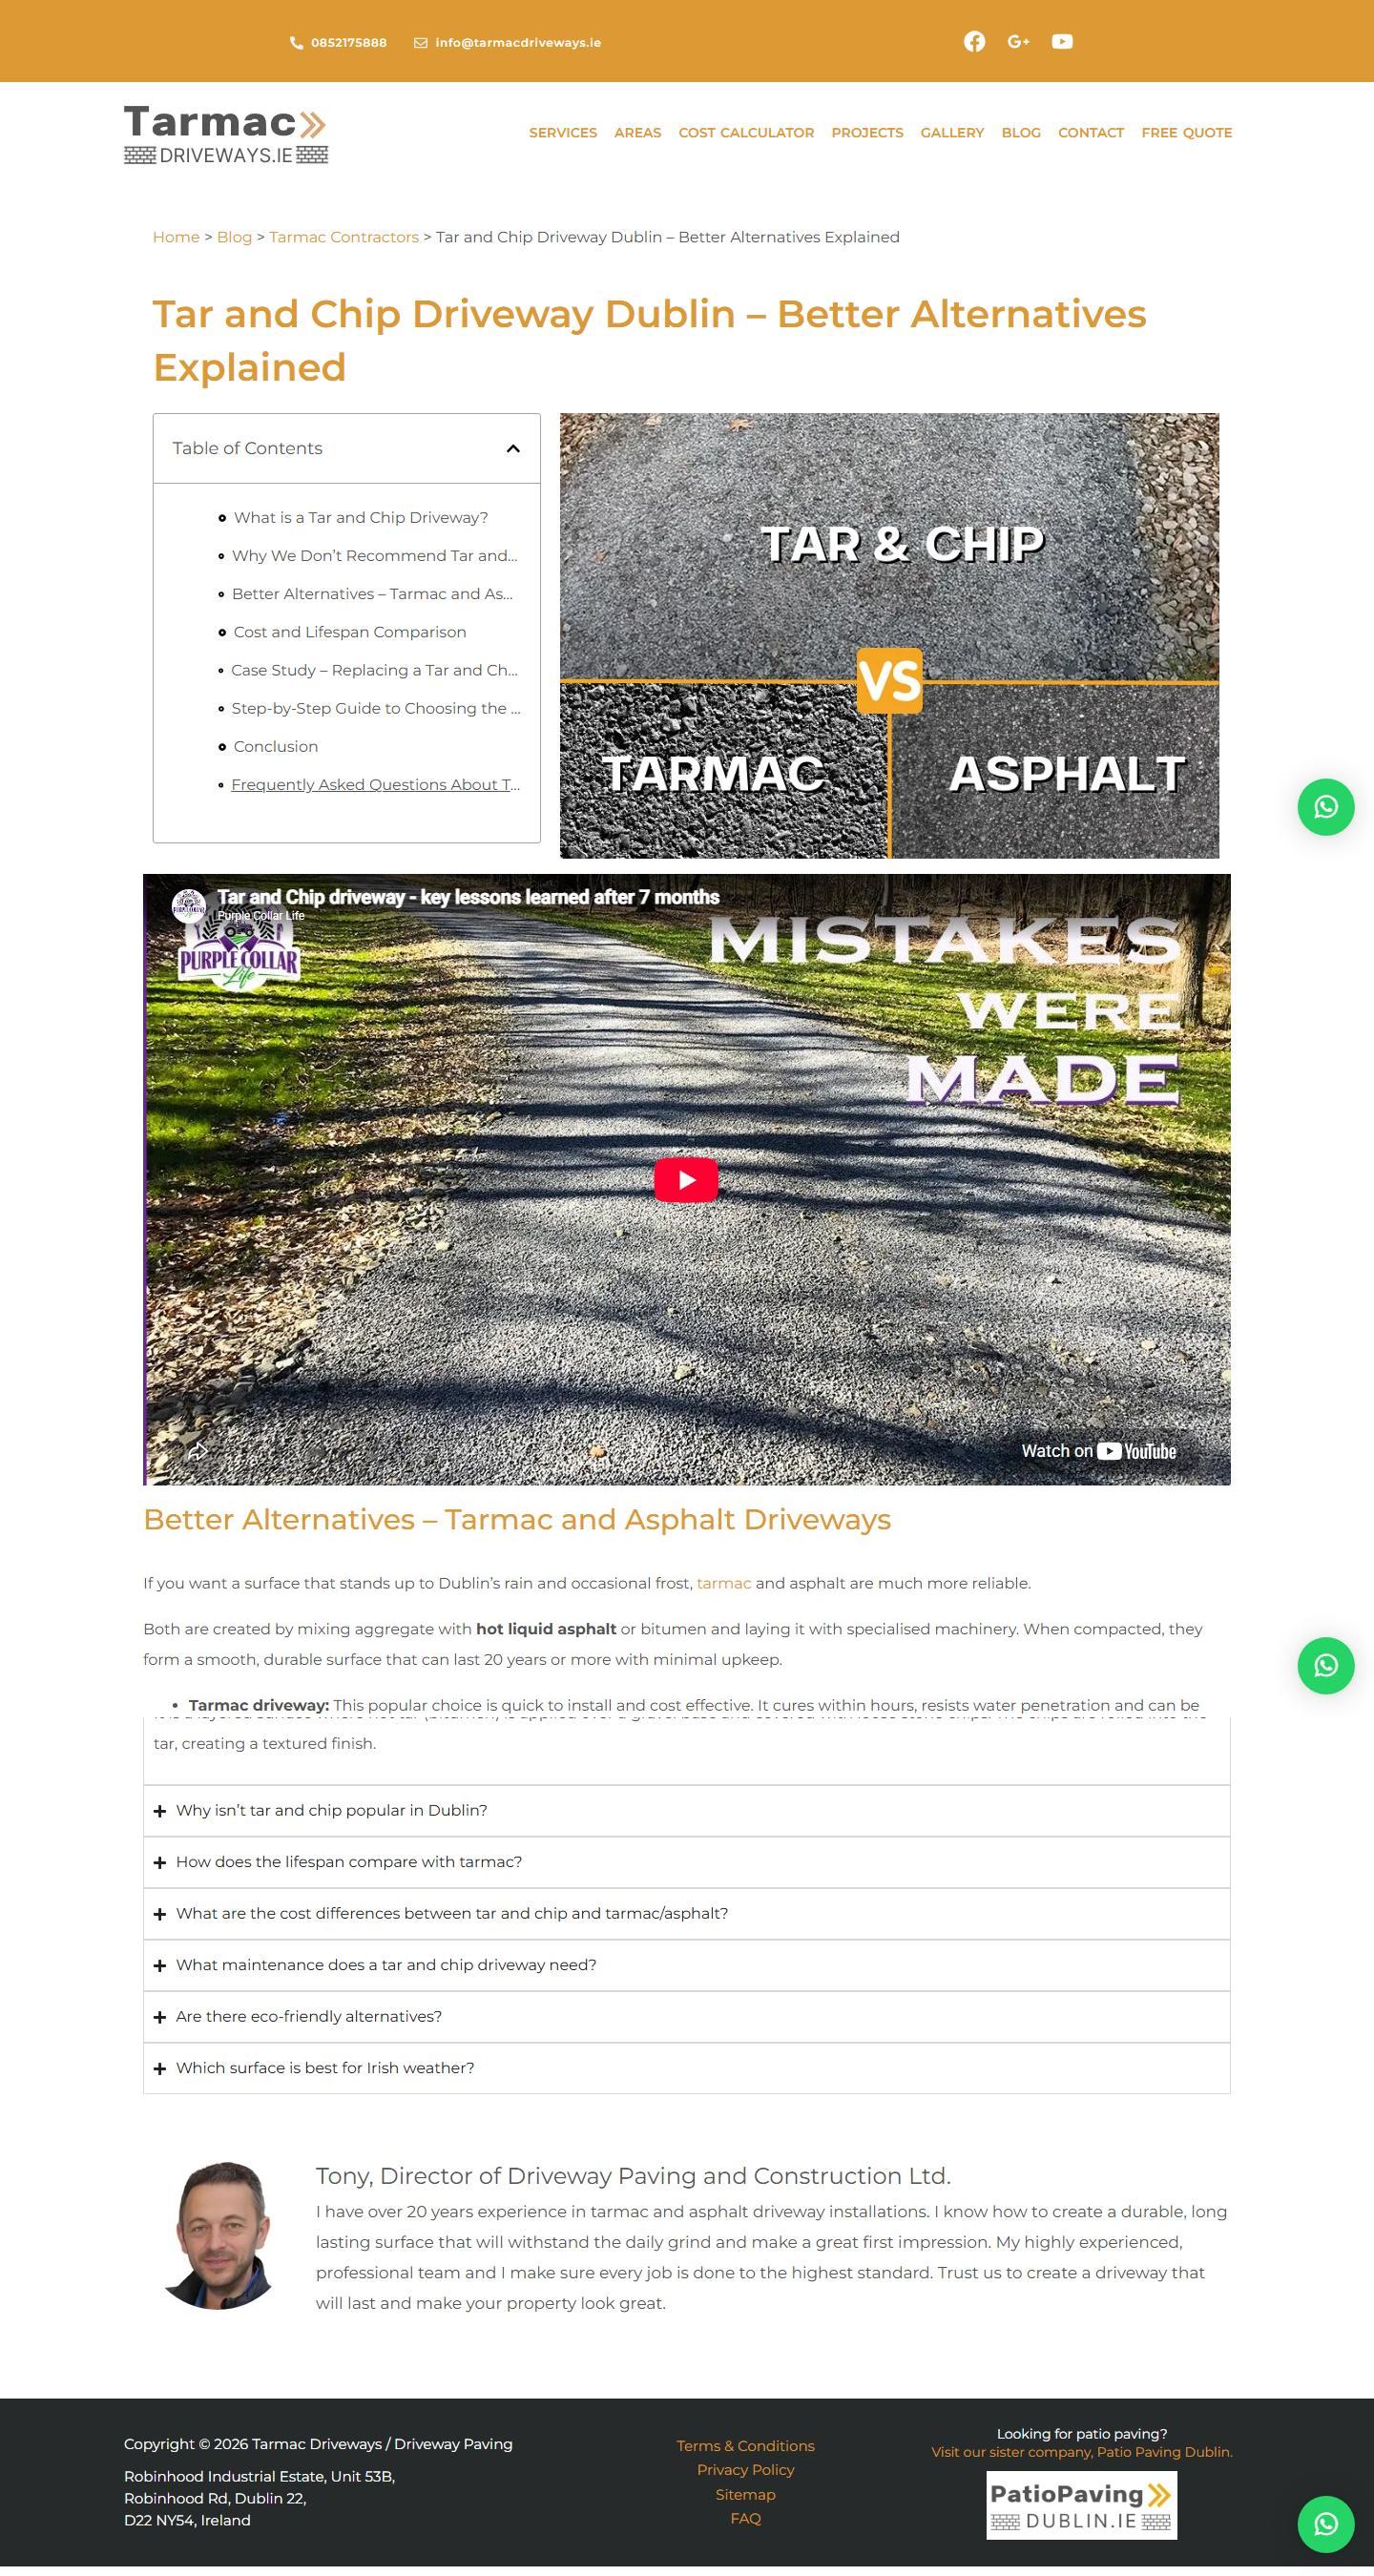 0852175888
info@tarmacdriveways.ie
Tarmac
DRIVEWAYS.IE
SERVICES AREAS COST CALCULATOR PROJECTS GALLERY BLOG CONTACT FREE QUOTE
Home > Blog > Tarmac Contractors > Tar and Chip Driveway Dublin – Better Alternatives Explained
Tar and Chip Driveway Dublin – Better Alternatives
Explained
Table of Contents
What is a Tar and Chip Driveway?
Why We Don’t Recommend Tar and...
Better Alternatives – Tarmac and As...
Cost and Lifespan Comparison
Case Study – Replacing a Tar and Ch...
Step-by-Step Guide to Choosing the ...
Conclusion
Frequently Asked Questions About T...
TAR & CHIP
VS
TARMAC
ASPHALT
Tar and Chip driveway - key lessons learned after 7 months
Purple Collar Life
PURPLE COLLAR
Life
MISTAKES
WERE
MADE
Watch on YouTube
Better Alternatives – Tarmac and Asphalt Driveways
If you want a surface that stands up to Dublin’s rain and occasional frost, tarmac and asphalt are much more reliable.
Both are created by mixing aggregate with hot liquid asphalt or bitumen and laying it with specialised machinery. When compacted, they
form a smooth, durable surface that can last 20 years or more with minimal upkeep.
• Tarmac driveway: This popular choice is quick to install and cost effective. It cures within hours, resists water penetration and can be
tar, creating a textured finish.
Why isn’t tar and chip popular in Dublin?
How does the lifespan compare with tarmac?
What are the cost differences between tar and chip and tarmac/asphalt?
What maintenance does a tar and chip driveway need?
Are there eco-friendly alternatives?
Which surface is best for Irish weather?
Tony, Director of Driveway Paving and Construction Ltd.
I have over 20 years experience in tarmac and asphalt driveway installations. I know how to create a durable, long
lasting surface that will withstand the daily grind and make a great first impression. My highly experienced,
professional team and I make sure every job is done to the highest standard. Trust us to create a driveway that
will last and make your property look great.
Copyright © 2026 Tarmac Driveways / Driveway Paving
Robinhood Industrial Estate, Unit 53B,
Robinhood Rd, Dublin 22,
D22 NY54, Ireland
Terms & Conditions
Privacy Policy
Sitemap
FAQ
Looking for patio paving?
Visit our sister company, Patio Paving Dublin.
PatioPaving
DUBLIN.IE